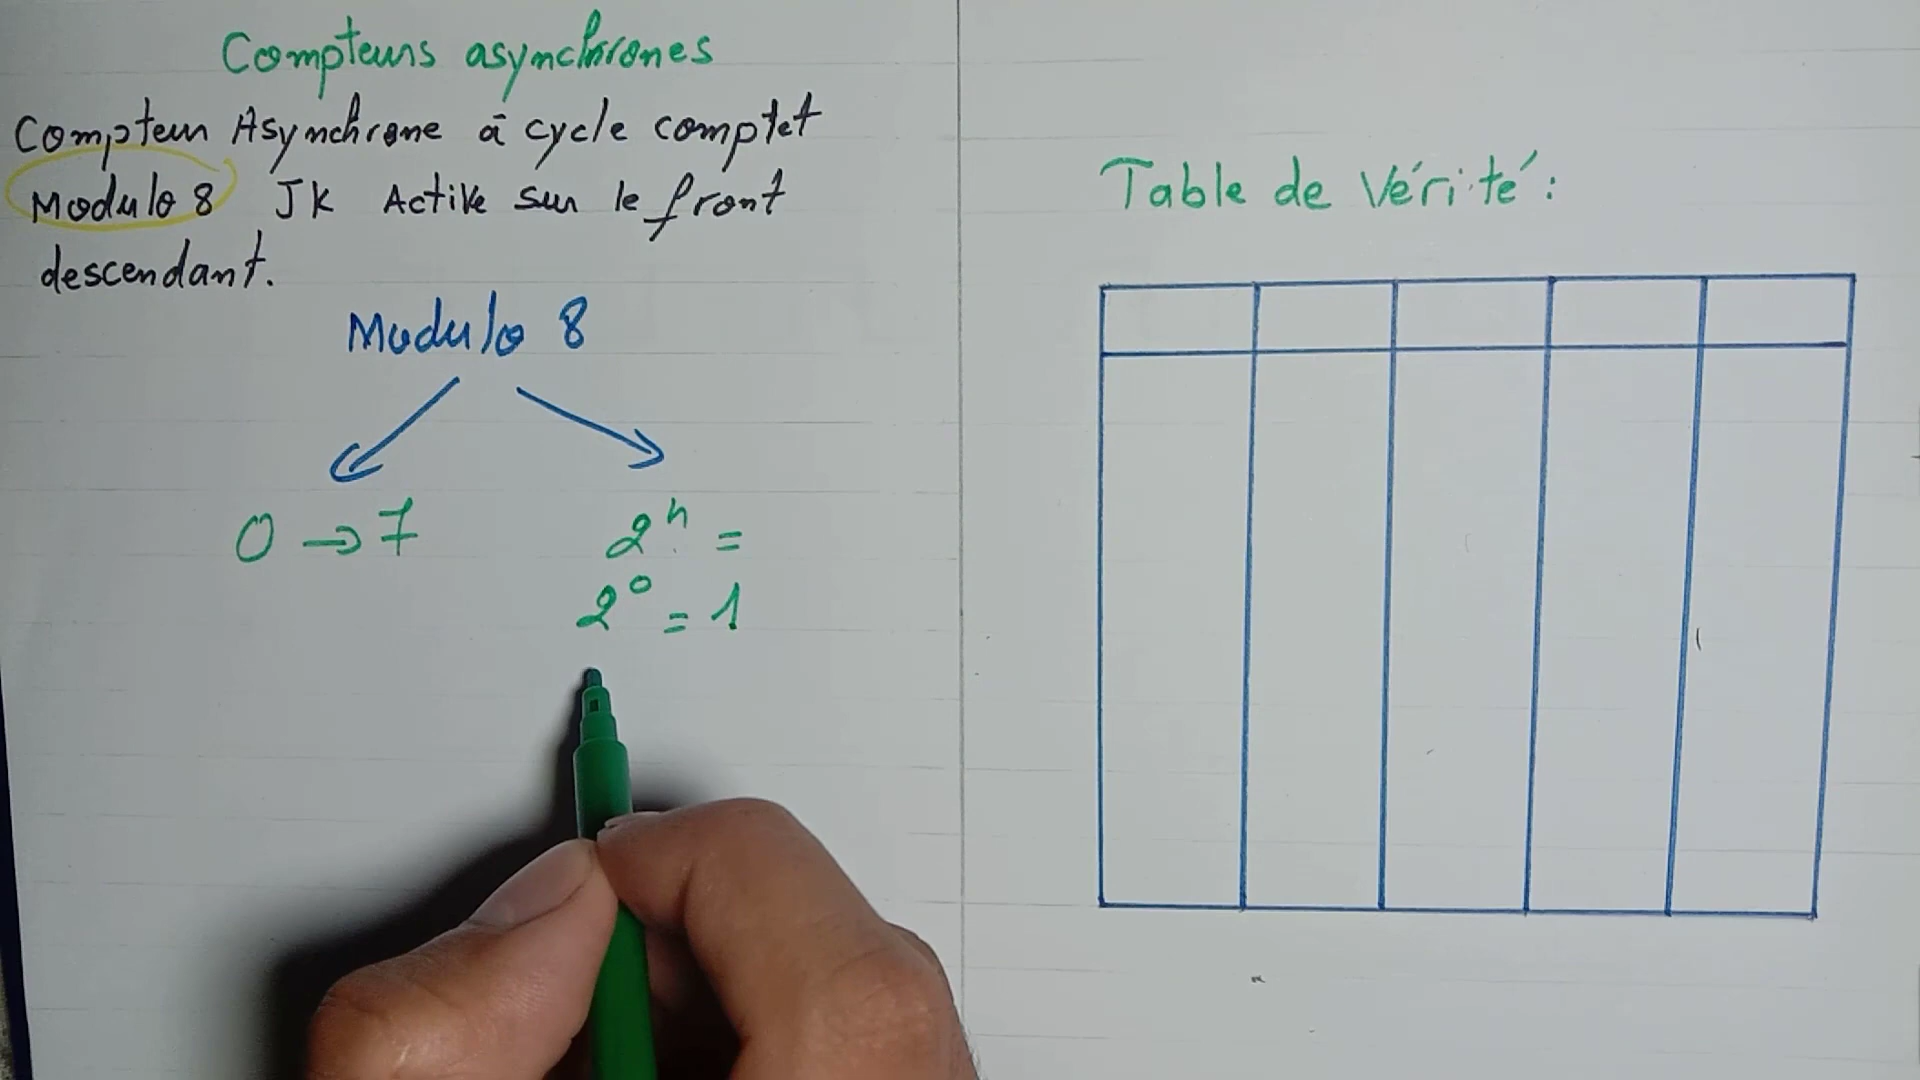 Compteurs asynchrones
Compteur Asynchrone à cycle complet
Modulo 8 JK Active sur le front
descendant.
Modulo 8
0 → 7
2ⁿ =
2⁰ = 1
Table de Vérité :